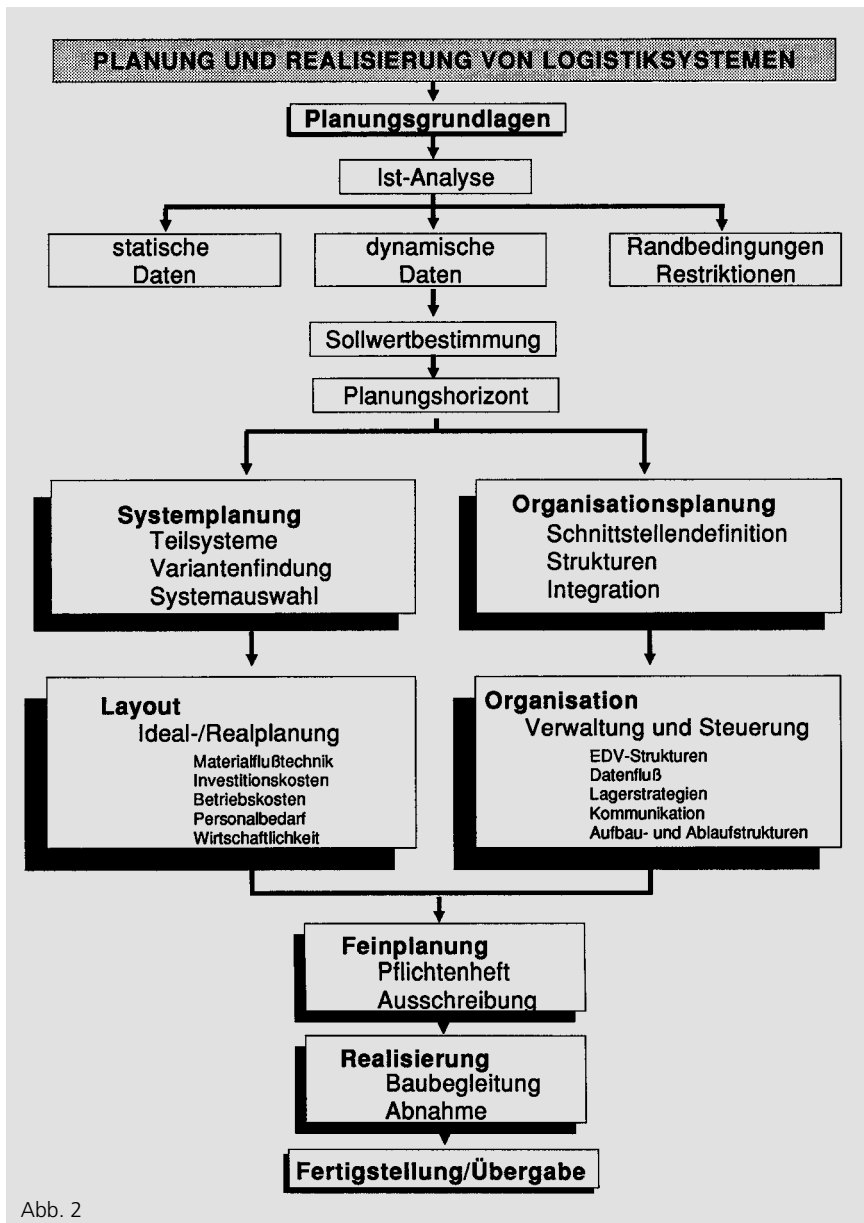 PLANUNG UND REALISIERUNG VON LOGISTIKSYSTEMEN
Planungsgrundlagen
Ist-Analyse
statische
Daten
dynamische
Daten
Randbedingungen
Restriktionen
Sollwertbestimmung
Planungshorizont
Systemplanung
Teilsysteme
Variantenfindung
Systemauswahl
Organisationsplanung
Schnittstellendefinition
Strukturen
Integration
Layout
Ideal-/Realplanung
Materialflußtechnik
Investitionskosten
Betriebskosten
Personalbedarf
Wirtschaftlichkeit
Organisation
Verwaltung und Steuerung
EDV-Strukturen
Datenfluß
Lagerstrategien
Kommunikation
Aufbau- und Ablaufstrukturen
Feinplanung
Pflichtenheft
Ausschreibung
Realisierung
Baubegleitung
Abnahme
Fertigstellung/Übergabe
Abb. 2